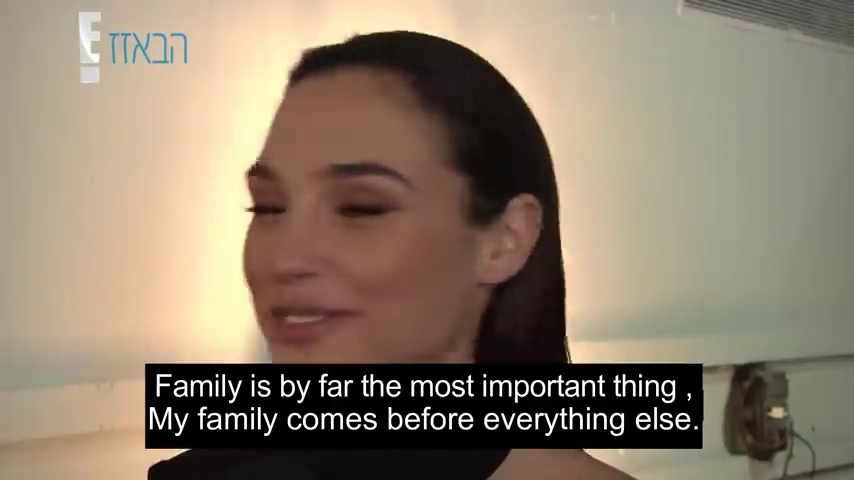 E! הבאזז
Family is by far the most important thing ,
My family comes before everything else.